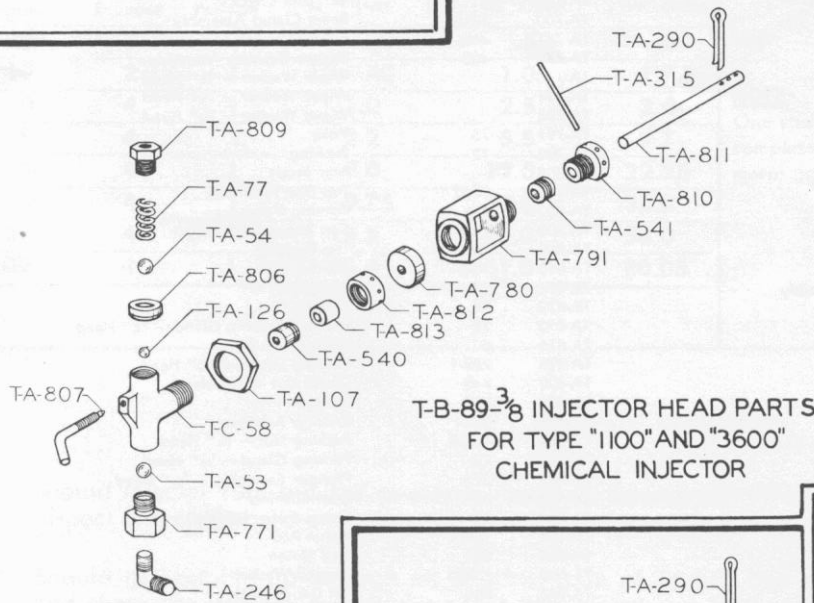 T-A-290
T-A-315
T-A-809
T-A-811
T-A-77
T-A-810
T-A-54
T-A-541
T-A-791
T-A-806
T-A-780
T-A-126
T-A-812
T-A-813
T-A-540
T-A-807
T-A-107
T-C-58
T-B-89-3/8 INJECTOR HEAD PARTS
FOR TYPE "1100" AND "3600"
CHEMICAL INJECTOR
T-A-53
T-A-771
T-A-246
T-A-290